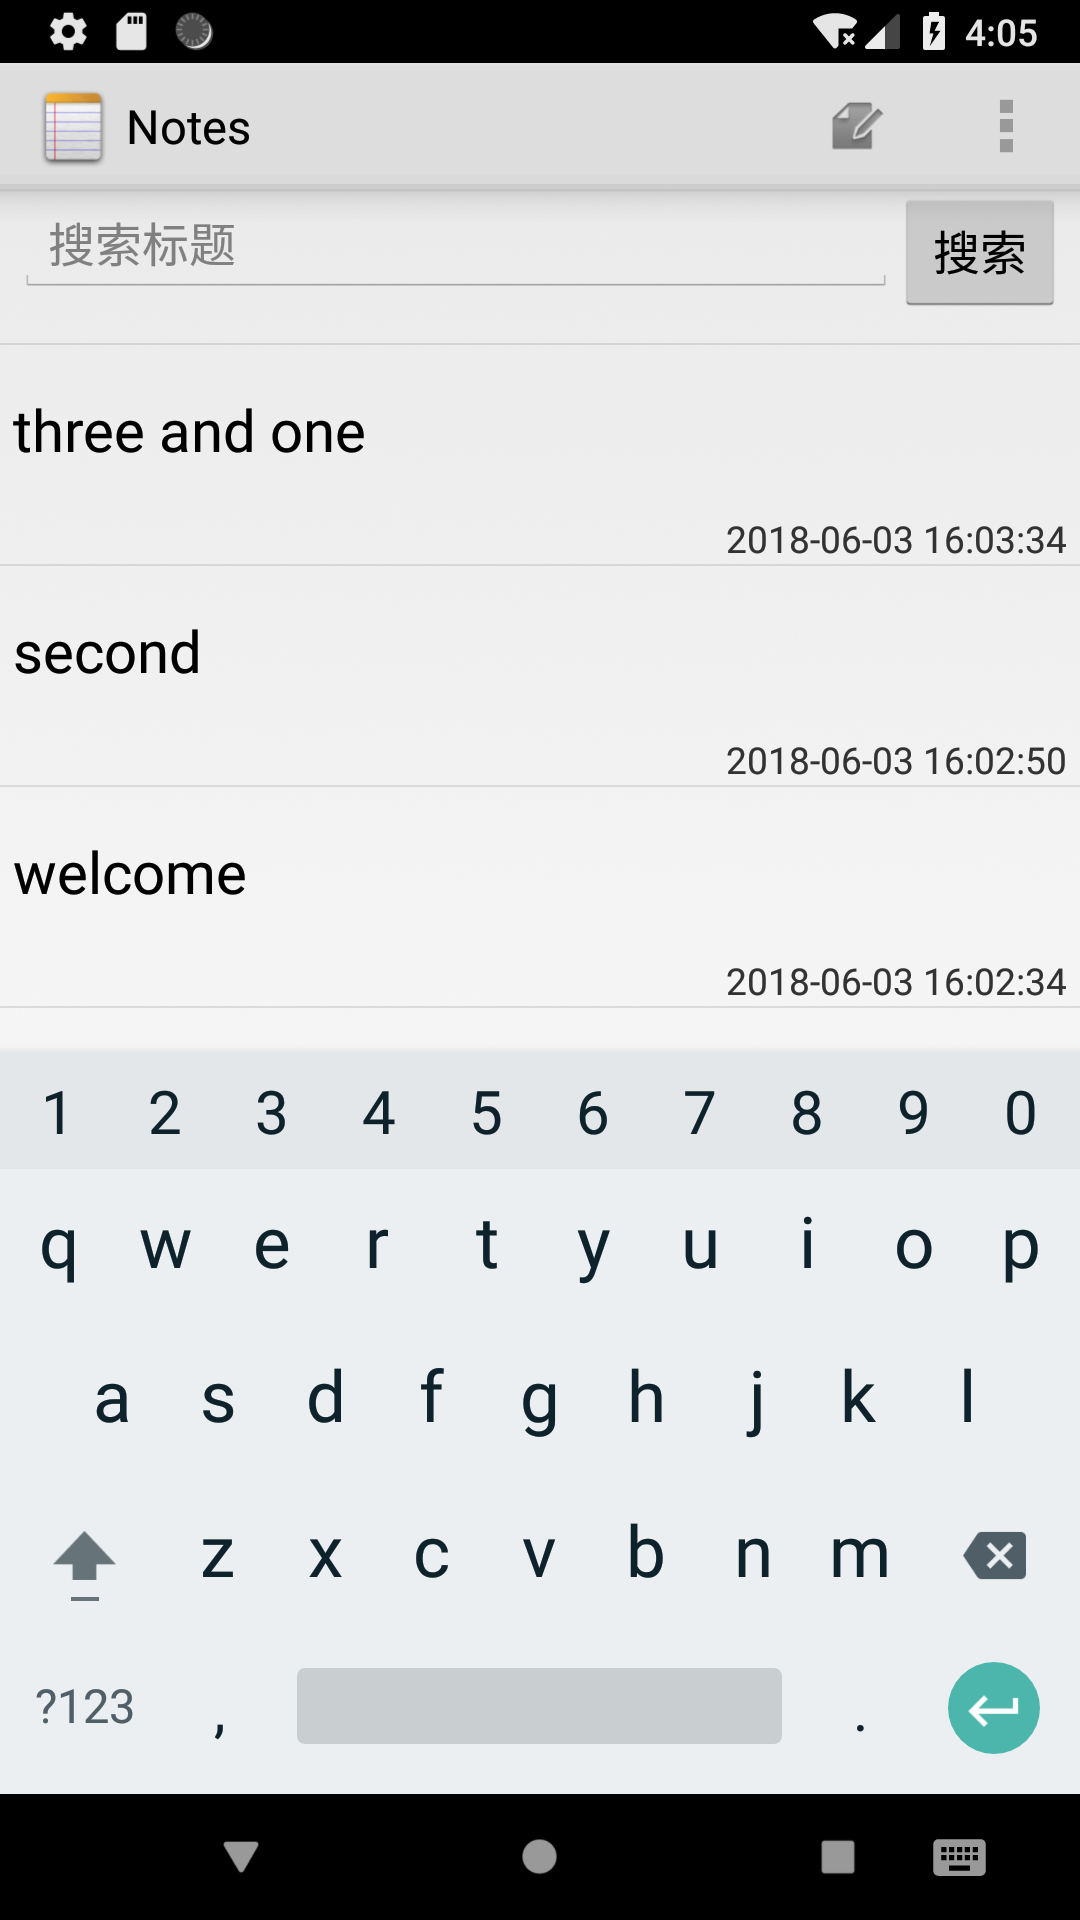 4:05
Notes
搜索标题
搜索
three and one
2018-06-03 16:03:34
second
2018-06-03 16:02:50
welcome
2018-06-03 16:02:34
1 2 3 4 5 6 7 8 9 0
q w e r t y u i o p
a s d f g h j k l
z x c v b n m
?123 , .